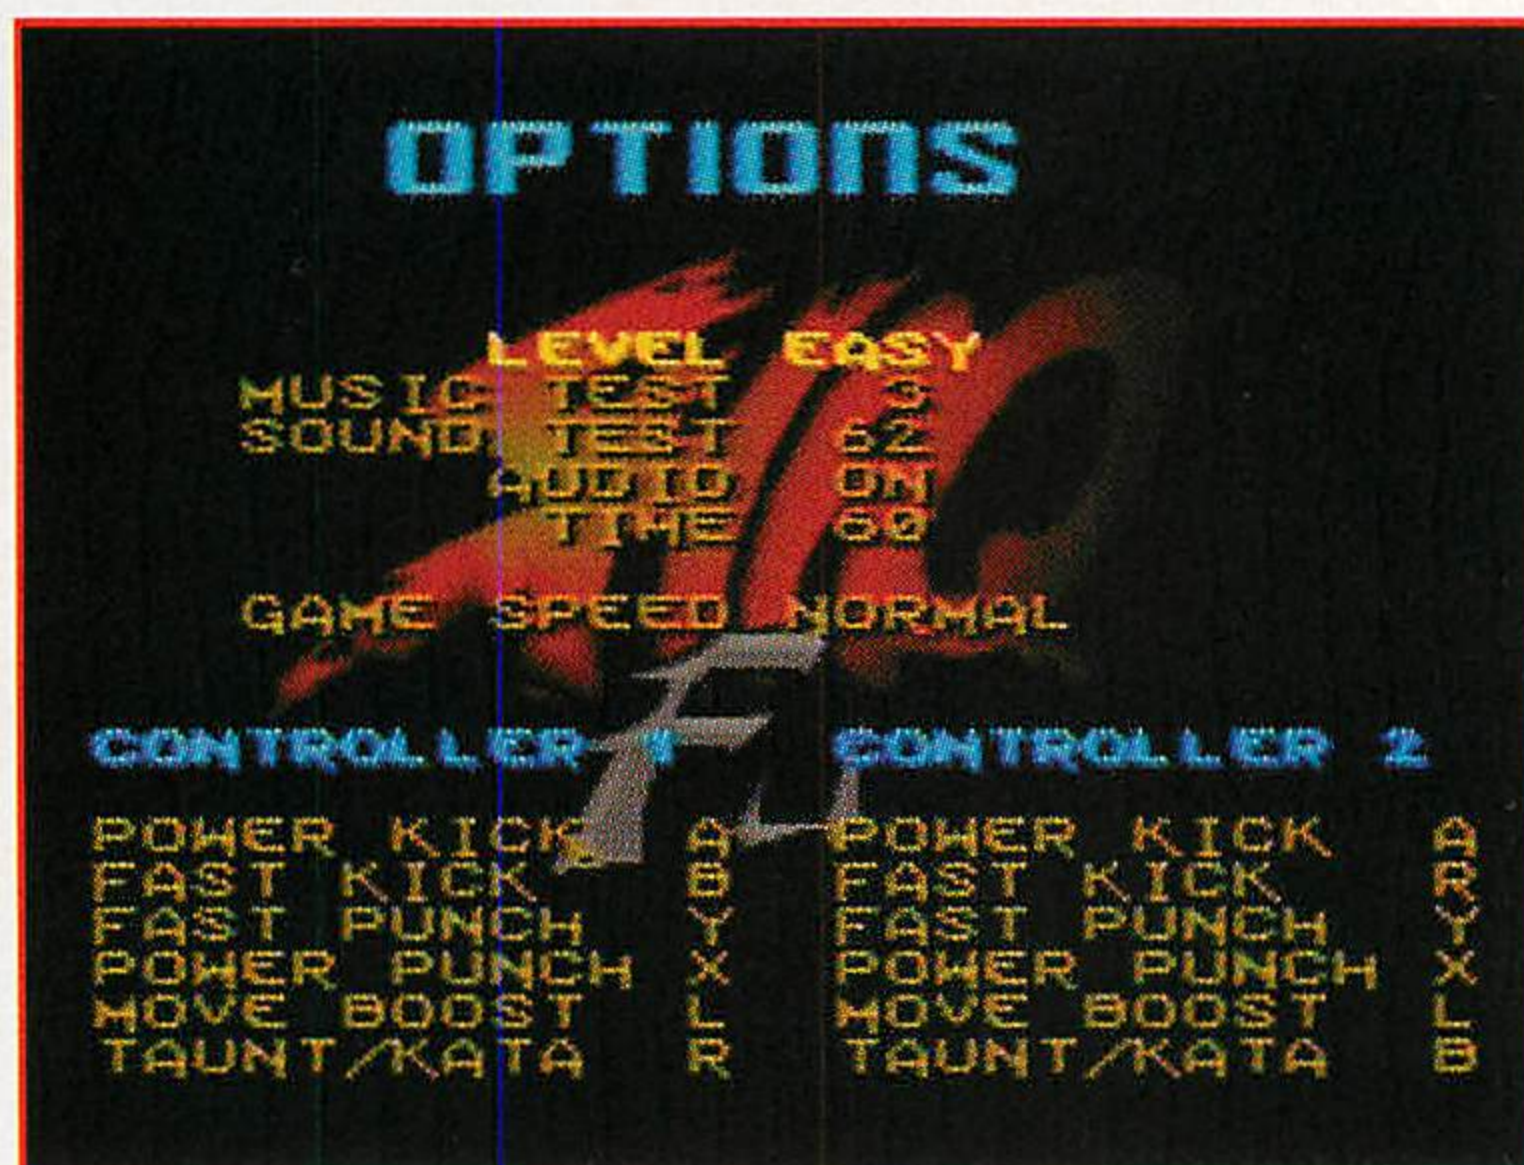 OPTIONS
LEVEL EASY
MUSIC TEST 3
SOUND TEST 62
AUDIO ON
TIME 60
GAME SPEED NORMAL
Fu
CONTROLLER 1 CONTROLLER 2
POWER KICK A POWER KICK A
FAST KICK B FAST KICK R
FAST PUNCH Y FAST PUNCH Y
POWER PUNCH X POWER PUNCH X
MOVE BOOST L MOVE BOOST L
TAUNT/KATA R TAUNT/KATA B